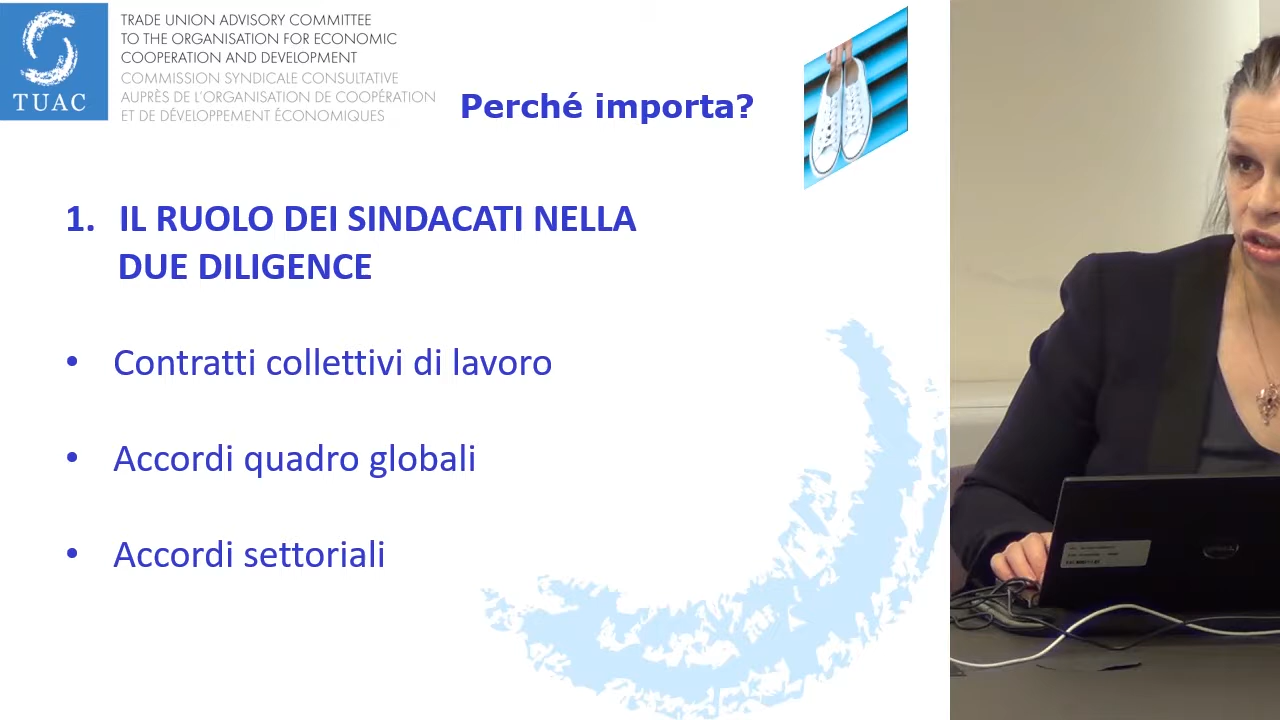 TUAC
TRADE UNION ADVISORY COMMITTEE
TO THE ORGANISATION FOR ECONOMIC
COOPERATION AND DEVELOPMENT
COMMISSION SYNDICALE CONSULTATIVE
AUPRÈS DE L'ORGANISATION DE COOPÉRATION
ET DE DÉVELOPPEMENT ÉCONOMIQUES
Perché importa?
1. IL RUOLO DEI SINDACATI NELLA
DUE DILIGENCE
• Contratti collettivi di lavoro
• Accordi quadro globali
• Accordi settoriali